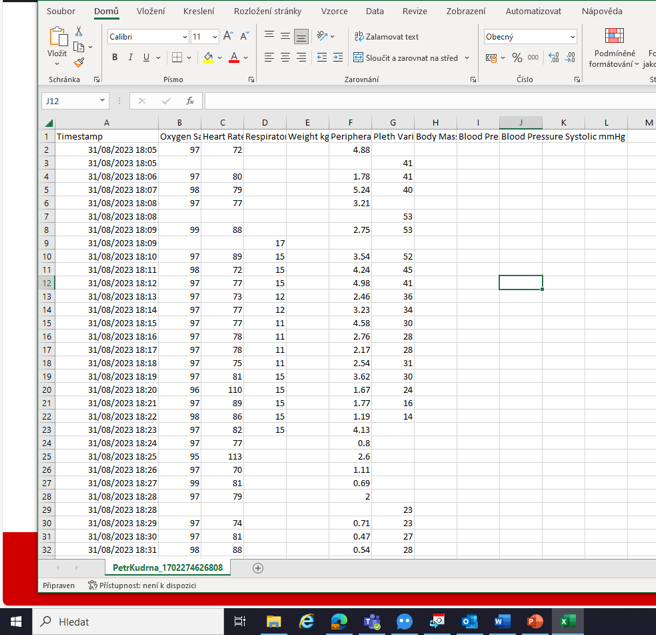 Soubor Domů Vložení Kreslení Rozložení stránky Vzorce Data Revize Zobrazení Automatizovat Nápověda
Vložit
Calibri 11 A^ A˅
B I U A
ab Zalamovat text
Sloučit a zarovnat na střed
Obecný
% 000
Podmíněné
formátování
jako
Schránka Písmo Zarovnání Číslo
J12 fx
A B C D E F G H I J K L M
1 Timestamp Oxygen Sa Heart Rate Respirator Weight kg Periphera Pleth Vari Body Mass Blood Pre Blood Pressure Systolic mmHg
2 31/08/2023 18:05 97 72 4.88
3 31/08/2023 18:05 41
4 31/08/2023 18:06 97 80 1.78 41
5 31/08/2023 18:07 98 79 5.24 40
6 31/08/2023 18:08 97 77 3.21
7 31/08/2023 18:08 53
8 31/08/2023 18:09 99 88 2.75 53
9 31/08/2023 18:09 17
10 31/08/2023 18:10 97 89 15 3.54 52
11 31/08/2023 18:11 98 72 15 4.24 45
12 31/08/2023 18:12 97 77 15 4.98 41
13 31/08/2023 18:13 97 73 12 2.46 36
14 31/08/2023 18:14 97 77 12 3.23 34
15 31/08/2023 18:15 97 77 11 4.58 30
16 31/08/2023 18:16 97 78 11 2.76 28
17 31/08/2023 18:17 97 78 11 2.17 28
18 31/08/2023 18:18 97 75 11 2.54 31
19 31/08/2023 18:19 97 81 15 3.62 30
20 31/08/2023 18:20 96 110 15 1.67 24
21 31/08/2023 18:21 97 89 15 1.77 16
22 31/08/2023 18:22 98 86 15 1.19 14
23 31/08/2023 18:23 97 82 15 4.13
24 31/08/2023 18:24 97 77 0.8
25 31/08/2023 18:25 95 113 2.6
26 31/08/2023 18:26 97 70 1.11
27 31/08/2023 18:27 99 81 0.69
28 31/08/2023 18:28 97 79 2
29 31/08/2023 18:28 23
30 31/08/2023 18:29 97 74 0.71 23
31 31/08/2023 18:30 97 81 0.47 27
32 31/08/2023 18:31 98 88 0.54 28
PetrKudrna_1702274626808
Připraven Přístupnost: není k dispozici
Hledat